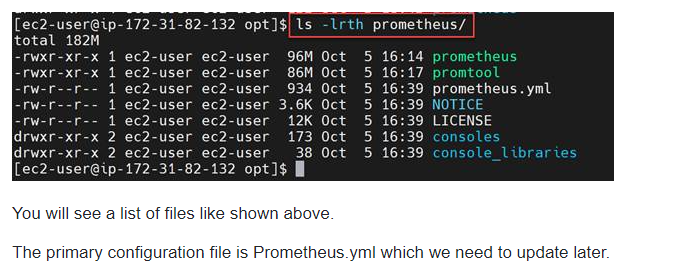 [ec2-user@ip-172-31-82-132 opt]$ ls -lrth prometheus/
total 182M
-rwxr-xr-x 1 ec2-user ec2-user  96M Oct  5 16:14 prometheus
-rwxr-xr-x 1 ec2-user ec2-user  86M Oct  5 16:17 promtool
-rw-r--r-- 1 ec2-user ec2-user  934 Oct  5 16:39 prometheus.yml
-rw-r--r-- 1 ec2-user ec2-user 3.6K Oct  5 16:39 NOTICE
-rw-r--r-- 1 ec2-user ec2-user  12K Oct  5 16:39 LICENSE
drwxr-xr-x 2 ec2-user ec2-user  173 Oct  5 16:39 consoles
drwxr-xr-x 2 ec2-user ec2-user   38 Oct  5 16:39 console_libraries
[ec2-user@ip-172-31-82-132 opt]$
You will see a list of files like shown above.
The primary configuration file is Prometheus.yml which we need to update later.